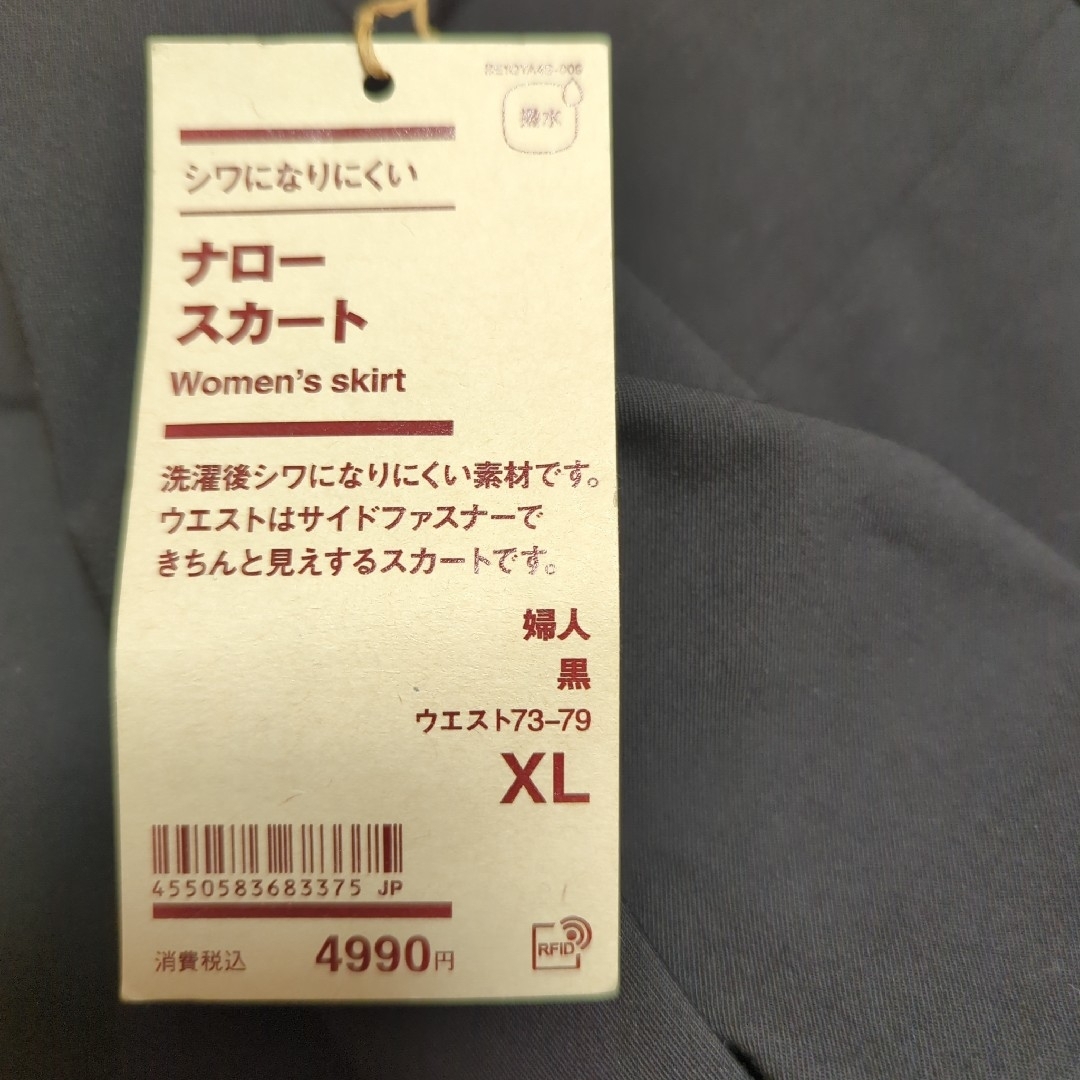 撥水
シワになりにくい
ナロー
スカート
Women's skirt
洗濯後シワになりにくい素材です。
ウエストはサイドファスナーで
きちんと見えするスカートです。
婦人
黒
ウエスト73–79
XL
4550583683375 JP
消費税込 4990円
RFID